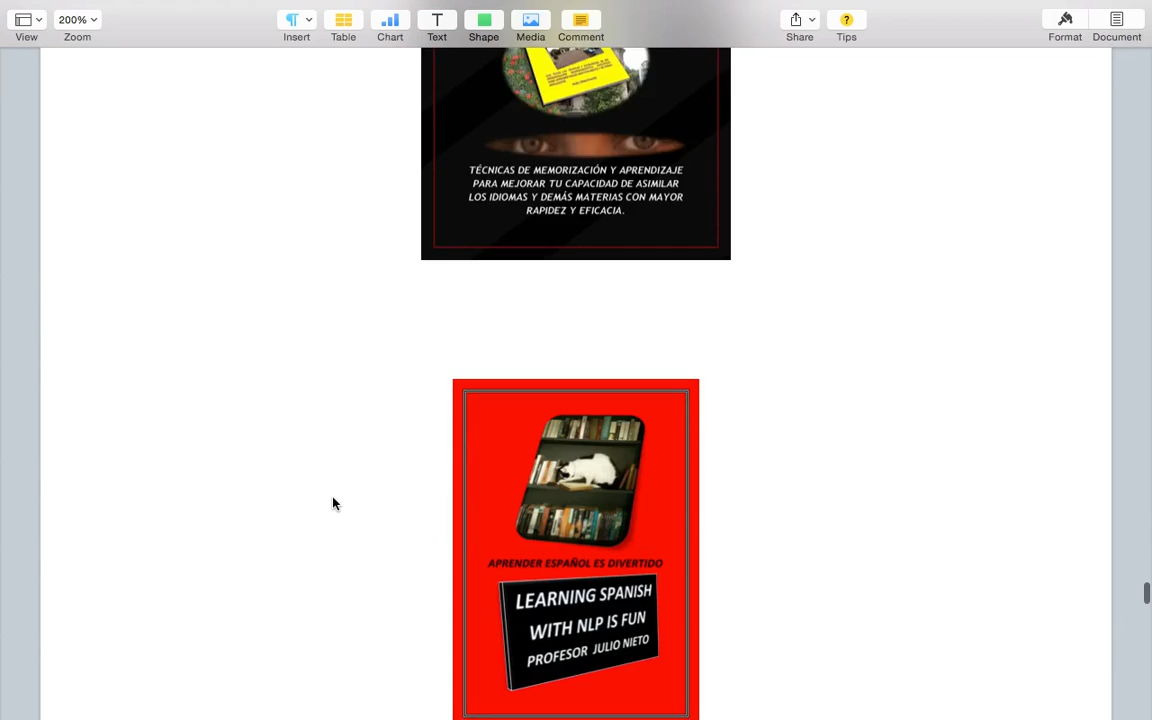 200%
View
Zoom
Insert
Table
Chart
Text
Shape
Media
Comment
Share
Tips
Format
Document
TÉCNICAS DE MEMORIZACIÓN Y APRENDIZAJE
PARA MEJORAR TU CAPACIDAD DE ASIMILAR
LOS IDIOMAS Y DEMÁS MATERIAS CON MAYOR
RAPIDEZ Y EFICACIA.
APRENDER ESPAÑOL ES DIVERTIDO
LEARNING SPANISH
WITH NLP IS FUN
PROFESOR JULIO NIETO